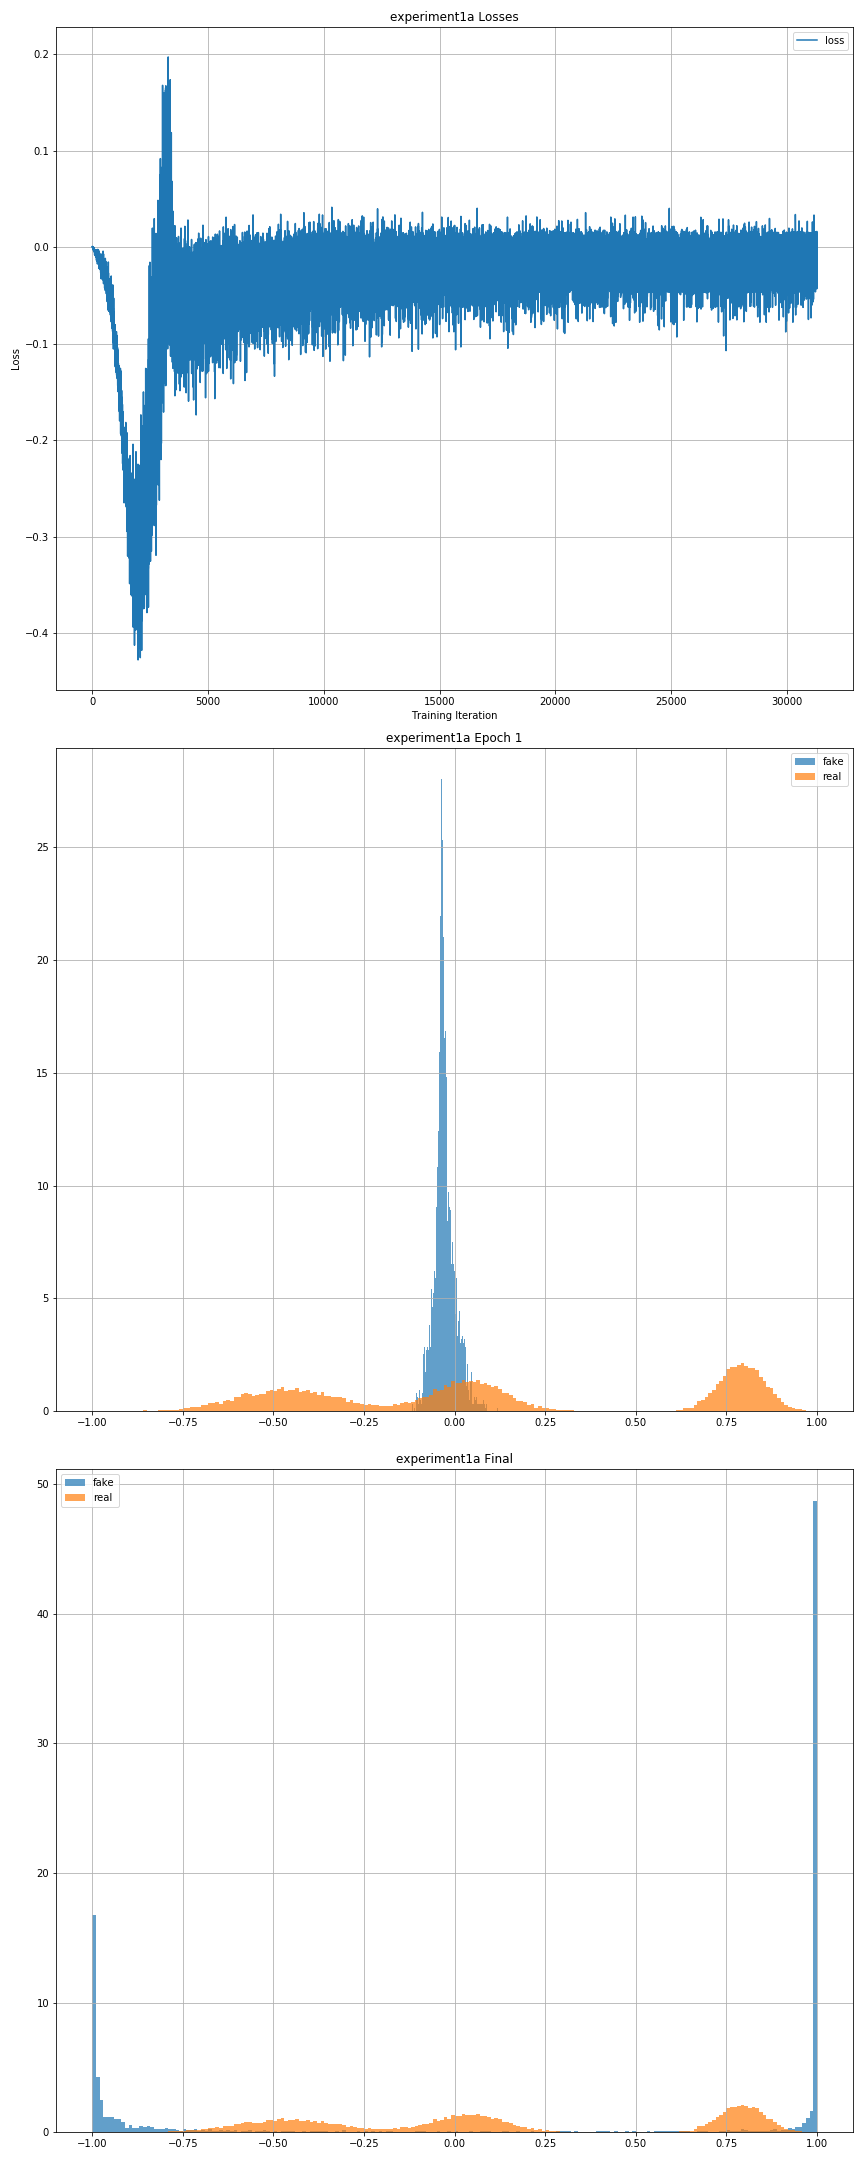 experiment1a Losses
loss
0.2
0.1
0.0
−0.1
−0.2
−0.3
−0.4
Loss
0 5000 10000 15000 20000 25000 30000
Training Iteration
experiment1a Epoch 1
fake
real
25
20
15
10
5
0
−1.00 −0.75 −0.50 −0.25 0.00 0.25 0.50 0.75 1.00
experiment1a Final
fake
real
50
40
30
20
10
0
−1.00 −0.75 −0.50 −0.25 0.00 0.25 0.50 0.75 1.00